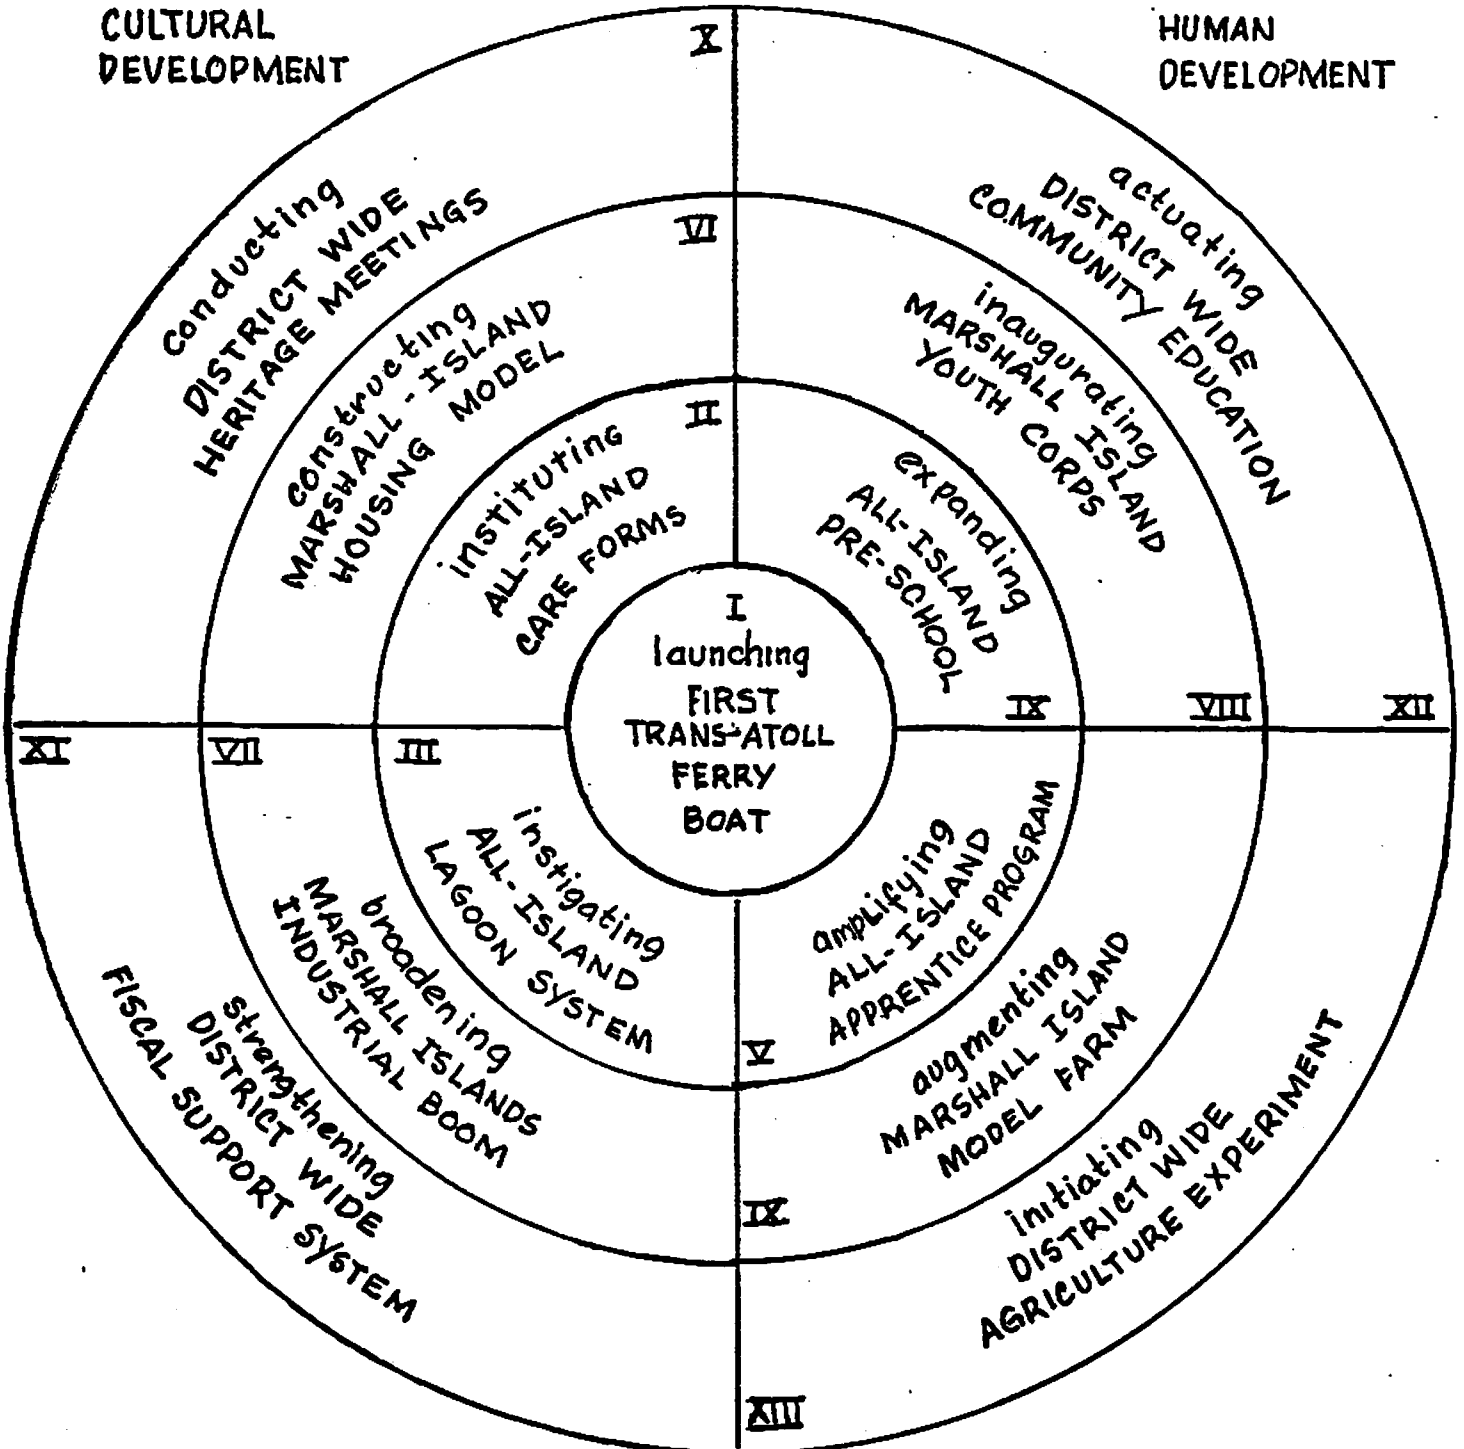 CULTURAL
DEVELOPMENT
HUMAN
DEVELOPMENT
X
conducting
DISTRICT WIDE
HERITAGE MEETINGS
actuating
DISTRICT WIDE
COMMUNITY EDUCATION
VI
constructing
MARSHALL-ISLAND
HOUSING MODEL
inaugurating
MARSHALL ISLAND
YOUTH CORPS
II
instituting
ALL-ISLAND
CARE FORMS
expanding
ALL-ISLAND
PRE-SCHOOL
I
launching
FIRST
TRANS-ATOLL
FERRY
BOAT
IX
VIII
XII
XI
VII
III
instigating
ALL-ISLAND
LAGOON SYSTEM
amplifying
ALL-ISLAND
APPRENTICE PROGRAM
V
broadening
MARSHALL ISLANDS
INDUSTRIAL BOOM
augmenting
MARSHALL ISLAND
MODEL FARM
IX
strengthening
DISTRICT WIDE
FISCAL SUPPORT SYSTEM
initiating
DISTRICT WIDE
AGRICULTURE EXPERIMENT
XIII